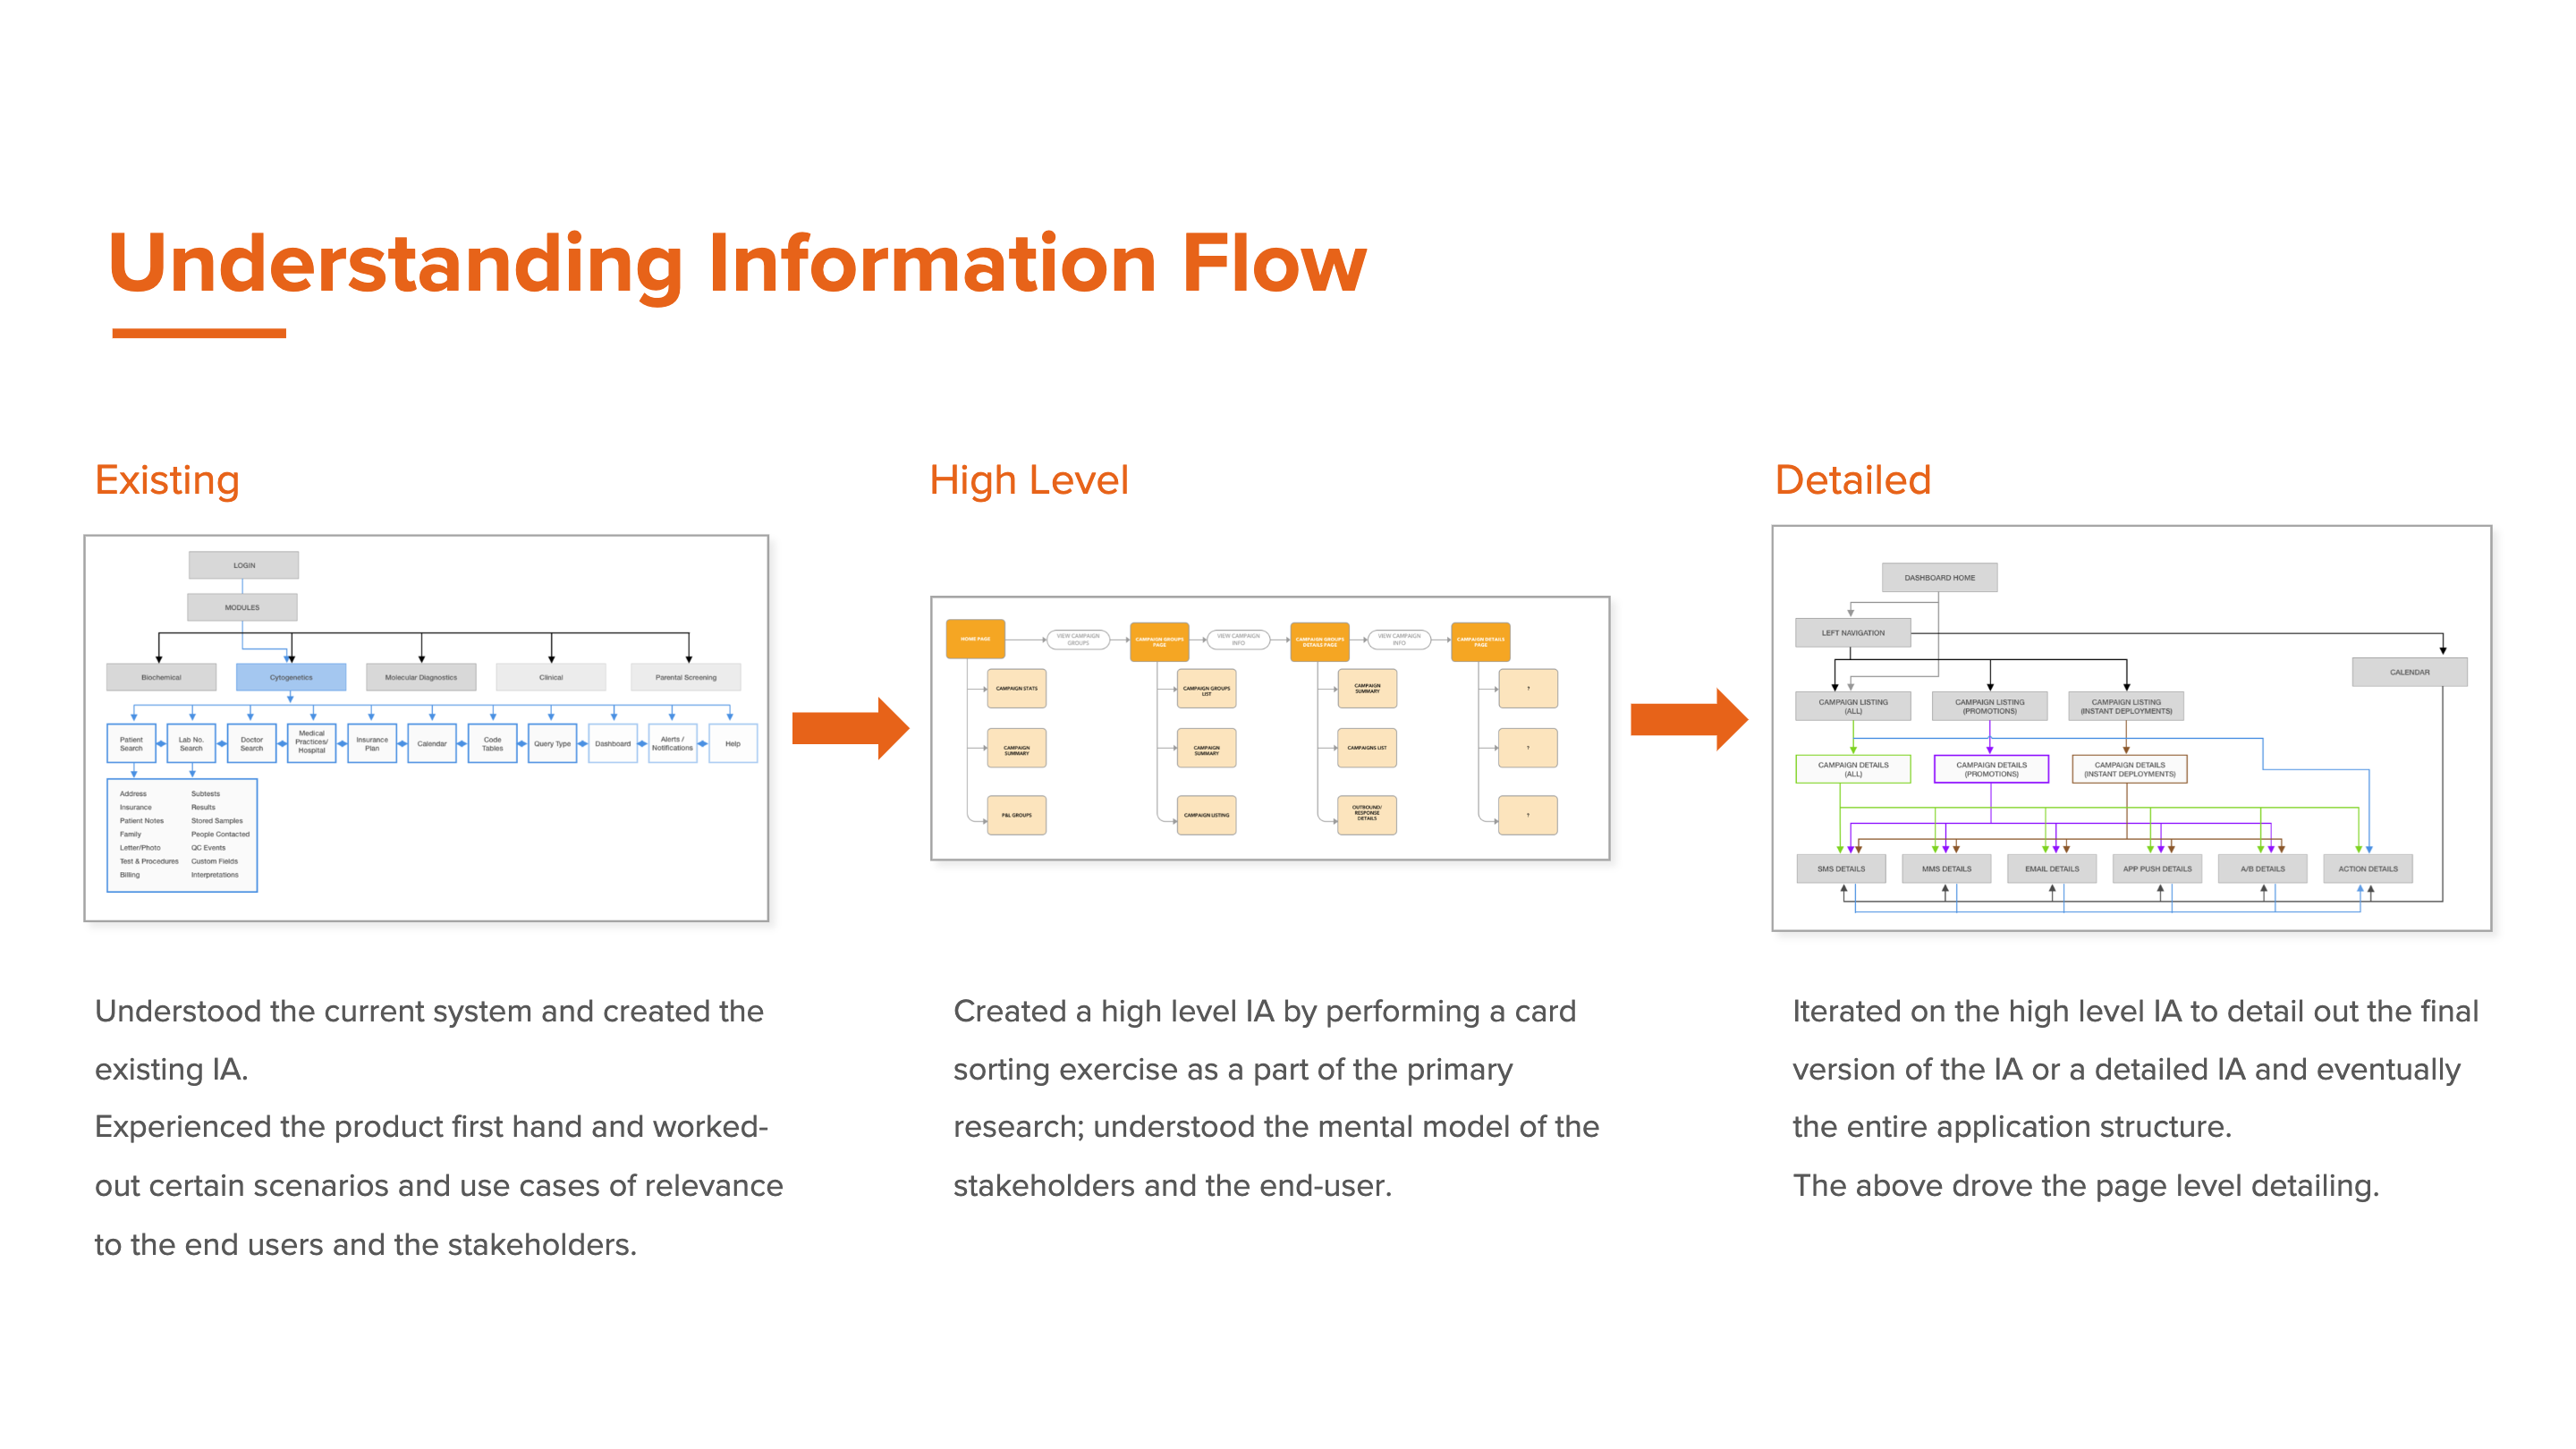 Understanding Information Flow
Existing
LOGIN
MODULES
Biochemical
Cytogenetics
Molecular Diagnostics
Clinical
Parental Screening
Patient
Search
Lab No.
Search
Doctor
Search
Medical
Practices/
Hospital
Insurance
Plan
Calendar
Code
Tables
Query Type
Dashboard
Alerts /
Notifications
Help
Address
Insurance
Patient Notes
Family
Letter/Photo
Test & Procedures
Billing
Subtests
Results
Stored Samples
People Contacted
QC Events
Custom Fields
Interpretations
Understood the current system and created the
existing IA.
Experienced the product first hand and worked-
out certain scenarios and use cases of relevance
to the end users and the stakeholders.
High Level
HOME PAGE
VIEW CAMPAIGN
GROUPS
CAMPAIGN GROUPS
PAGE
VIEW CAMPAIGN
INFO
CAMPAIGN GROUPS
DETAILS PAGE
VIEW CAMPAIGN
INFO
CAMPAIGN DETAILS
PAGE
CAMPAIGN STATS
CAMPAIGN
SUMMARY
P&L GROUPS
CAMPAIGN GROUPS
LIST
CAMPAIGN
SUMMARY
CAMPAIGN LISTING
CAMPAIGN
SUMMARY
CAMPAIGNS LIST
OUTBOUND/
RESPONSE
DETAILS
?
?
?
Created a high level IA by performing a card
sorting exercise as a part of the primary
research; understood the mental model of the
stakeholders and the end-user.
Detailed
DASHBOARD HOME
LEFT NAVIGATION
CALENDAR
CAMPAIGN LISTING
(ALL)
CAMPAIGN LISTING
(PROMOTIONS)
CAMPAIGN LISTING
(INSTANT DEPLOYMENTS)
CAMPAIGN DETAILS
(ALL)
CAMPAIGN DETAILS
(PROMOTIONS)
CAMPAIGN DETAILS
(INSTANT DEPLOYMENTS)
SMS DETAILS
MMS DETAILS
EMAIL DETAILS
APP PUSH DETAILS
A/B DETAILS
ACTION DETAILS
Iterated on the high level IA to detail out the final
version of the IA or a detailed IA and eventually
the entire application structure.
The above drove the page level detailing.